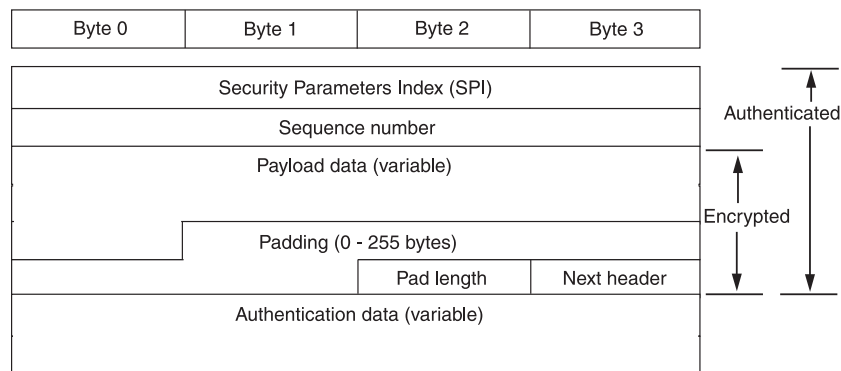 Byte 0 Byte 1 Byte 2 Byte 3
Security Parameters Index (SPI)
Authenticated
Sequence number
Payload data (variable)
Encrypted
Padding (0 - 255 bytes)
Pad length Next header
Authentication data (variable)